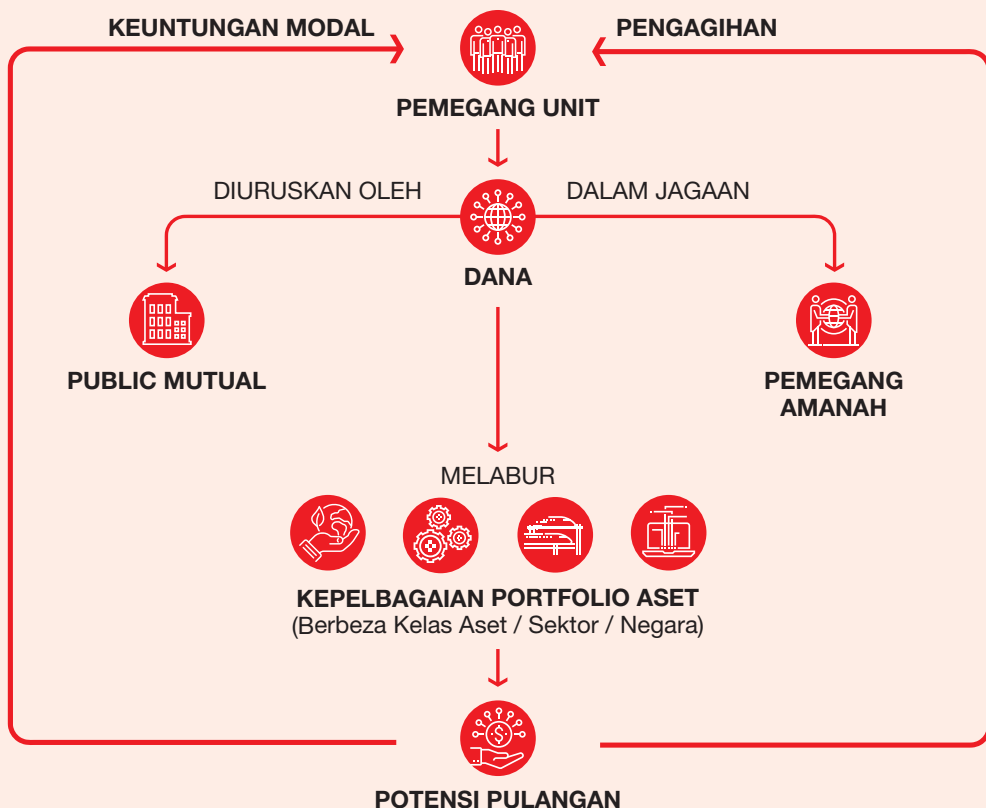 KEUNTUNGAN MODAL
PENGAGIHAN
PEMEGANG UNIT
DIURUSKAN OLEH
DALAM JAGAAN
DANA
PUBLIC MUTUAL
PEMEGANG
AMANAH
MELABUR
KEPELBAGAIAN PORTFOLIO ASET
(Berbeza Kelas Aset / Sektor / Negara)
POTENSI PULANGAN